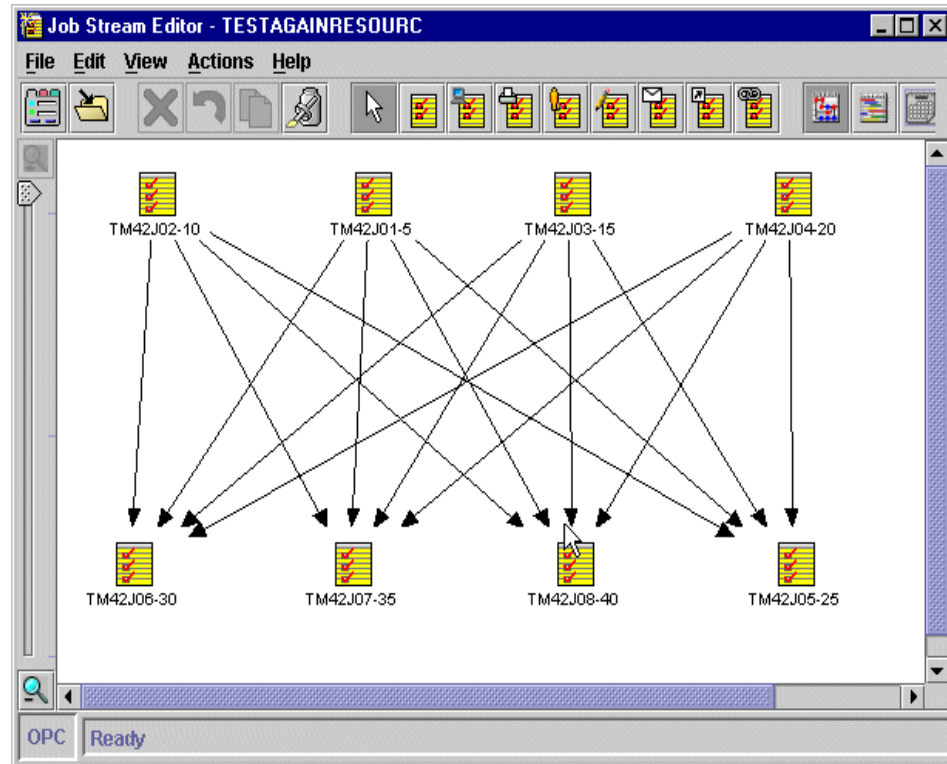 Job Stream Editor - TESTAGAINRESOURC
File Edit View Actions Help
TM42J02-10 TM42J01-5 TM42J03-15 TM42J04-20
TM42J06-30 TM42J07-35 TM42J08-40 TM42J05-25
OPC Ready